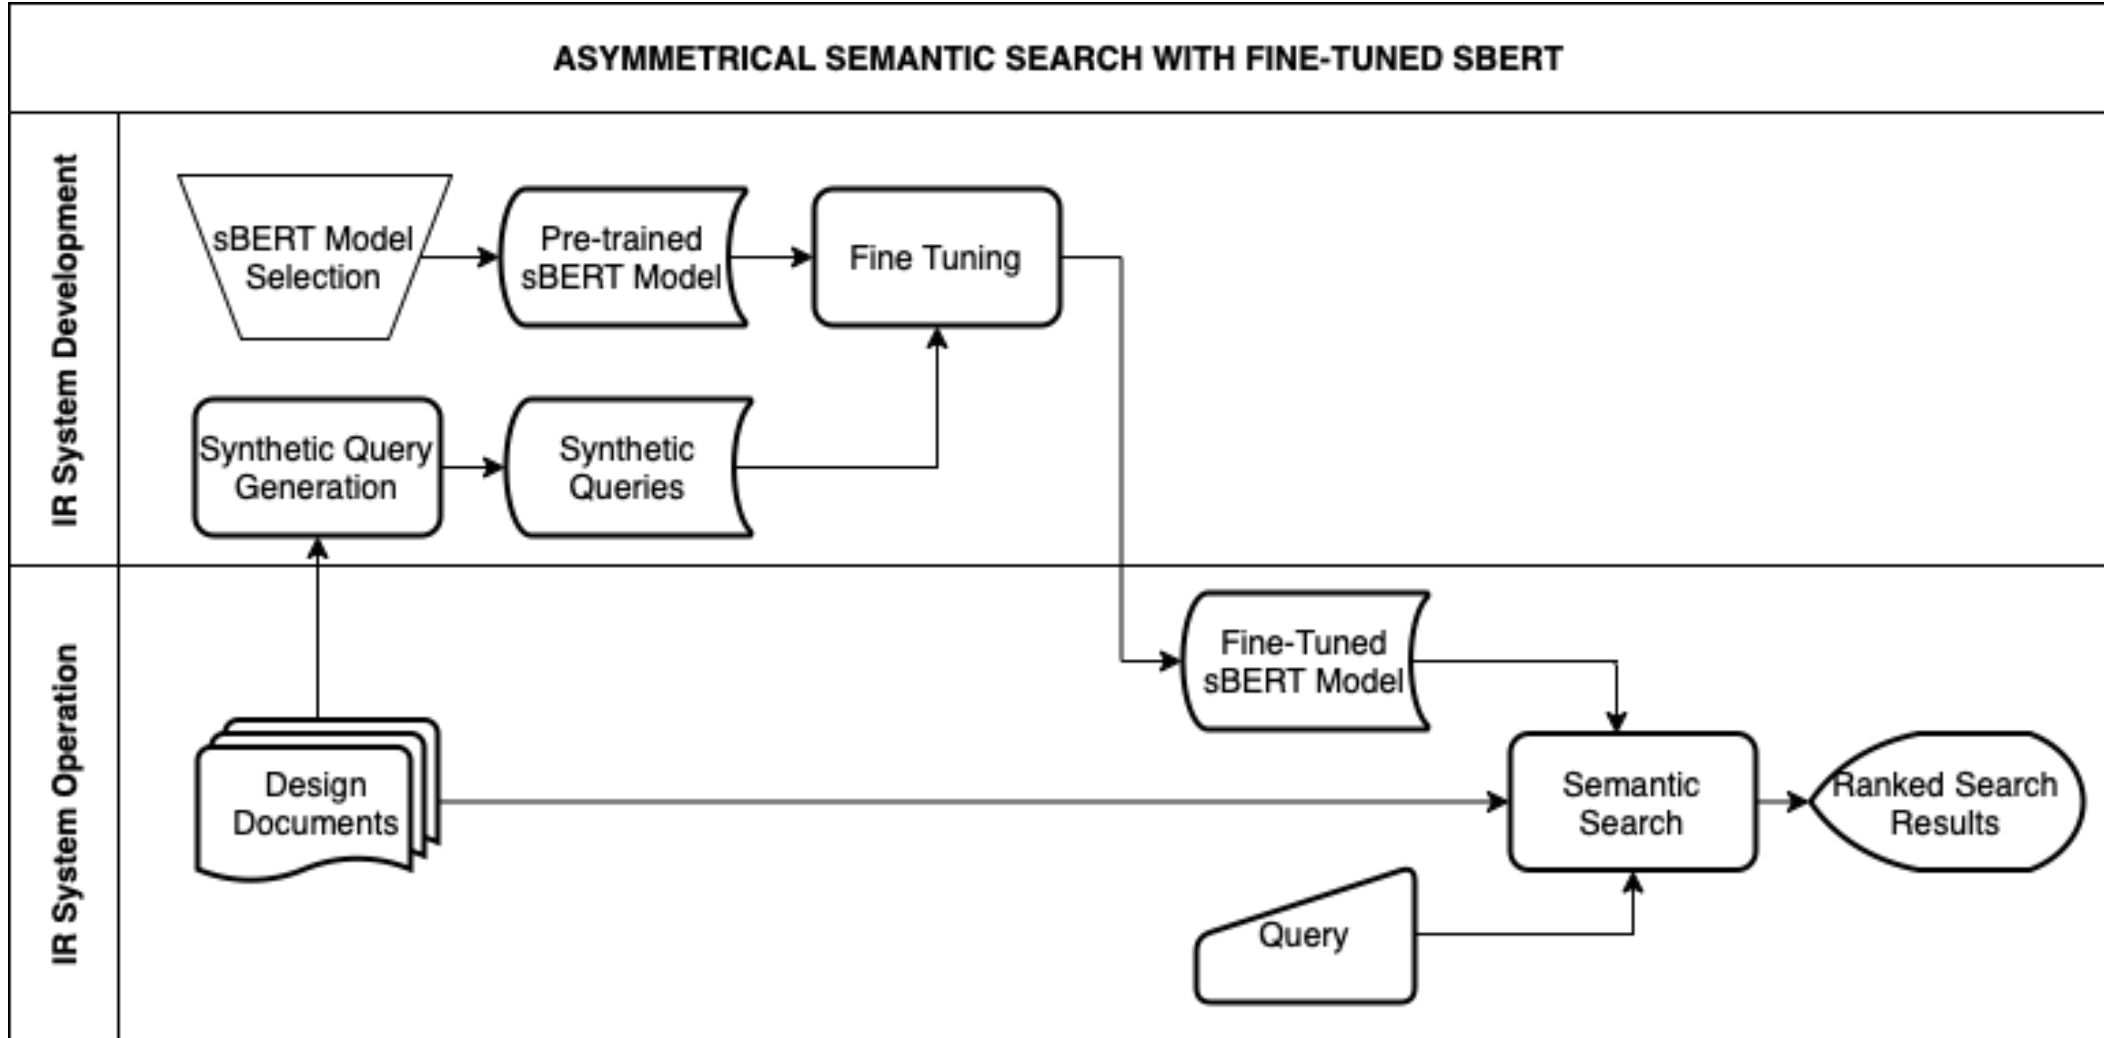 ASYMMETRICAL SEMANTIC SEARCH WITH FINE-TUNED SBERT
IR System Development
sBERT Model
Selection
Pre-trained
sBERT Model
Fine Tuning
Synthetic Query
Generation
Synthetic
Queries
IR System Operation
Fine-Tuned
sBERT Model
Design
Documents
Semantic
Search
Ranked Search
Results
Query